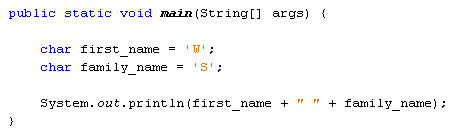 public static void main(String[] args) {
char first_name = 'W';
char family_name = 'S';
System.out.println(first_name + " " + family_name);
}